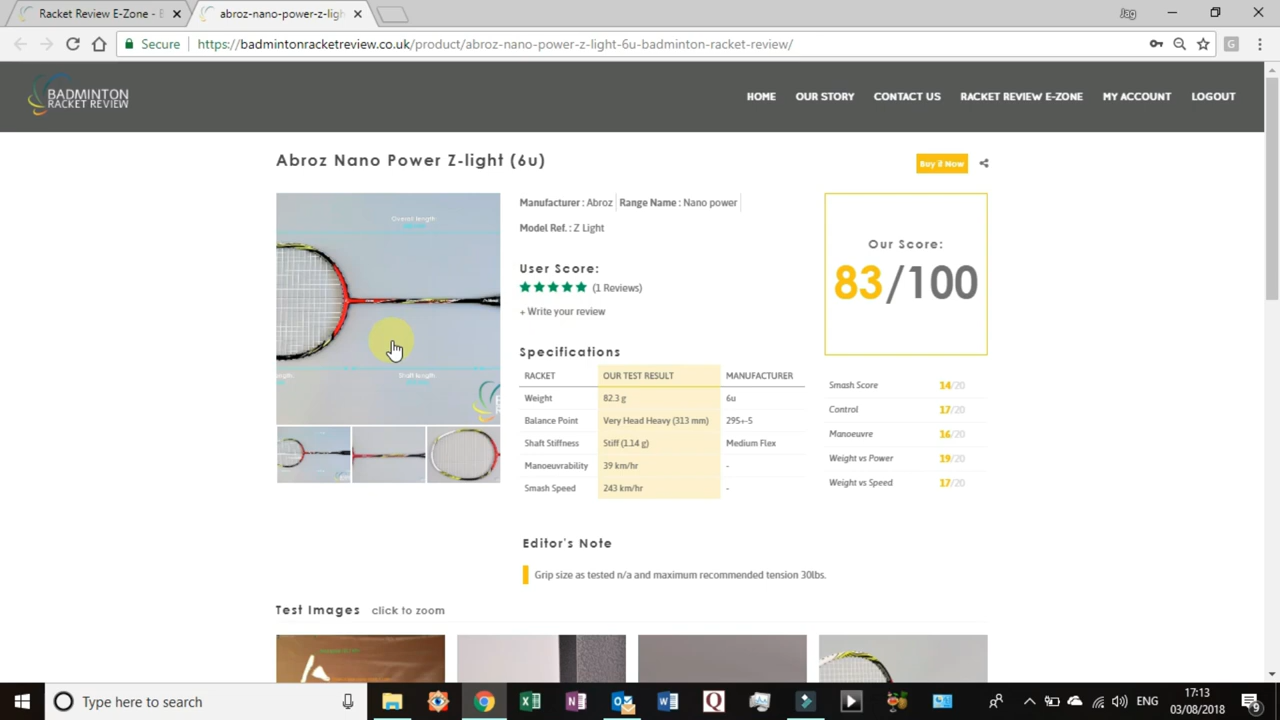 Racket Review E-Zone - B
abroz-nano-power-z-light-
Jag
Secure
https://badmintonracketreview.co.uk/product/abroz-nano-power-z-light-6u-badminton-racket-review/
BADMINTON
RACKET REVIEW
HOME OUR STORY CONTACT US RACKET REVIEW E-ZONE MY ACCOUNT LOGOUT
Abroz Nano Power Z-light (6u)
Buy it Now
Overall length:
Shaft length:
Manufacturer : Abroz Range Name : Nano power
Model Ref. : Z Light
User Score:
(1 Reviews)
+ Write your review
Our Score:
83/100
Specifications
RACKET OUR TEST RESULT MANUFACTURER
Weight 82.3 g 6u
Balance Point Very Head Heavy (313 mm) 295+-5
Shaft Stiffness Stiff (1.14 g) Medium Flex
Manoeuvrability 39 km/hr -
Smash Speed 243 km/hr -
Smash Score 14/20
Control 17/20
Manoeuvre 16/20
Weight vs Power 19/20
Weight vs Speed 17/20
Editor's Note
Grip size as tested n/a and maximum recommended tension 30lbs.
Test Images click to zoom
Type here to search
ENG
17:13
03/08/2018